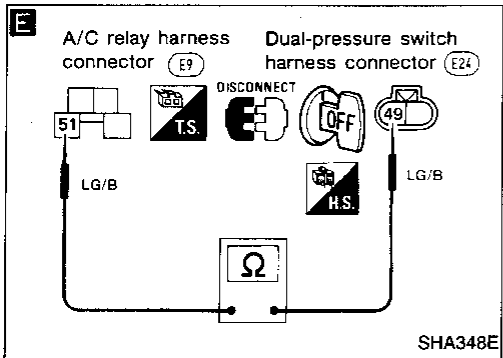 E
A/C relay harness connector E9
Dual-pressure switch harness connector E24
DISCONNECT
51
T.S.
OFF
49
LG/B
H.S.
LG/B
Ω
SHA348E